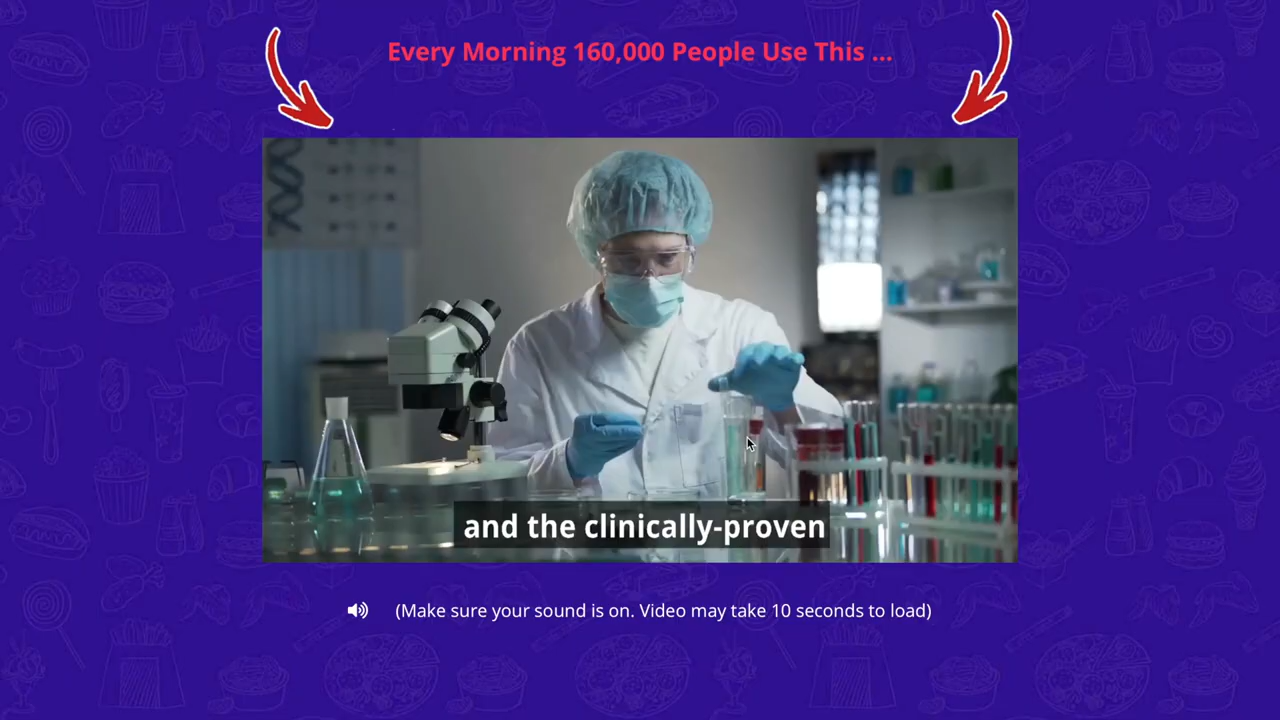 Every Morning 160,000 People Use This ...
and the clinically-proven
(Make sure your sound is on. Video may take 10 seconds to load)